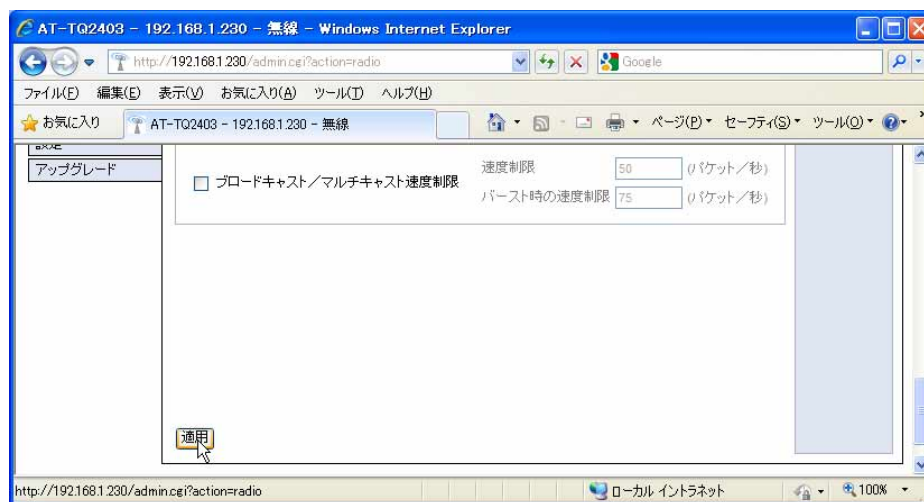 AT-TQ2403 - 192.168.1.230 - 無線 - Windows Internet Explorer
http://192.168.1.230/admin.cgi?action=radio
Google
ファイル(F) 編集(E) 表示(V) お気に入り(A) ツール(T) ヘルプ(H)
お気に入り AT-TQ2403 - 192.168.1.230 - 無線 ページ(P) セーフティ(S) ツール(O)
設定
アップグレード
ブロードキャスト/マルチキャスト速度制限
速度制限 50 (パケット/秒)
バースト時の速度制限 75 (パケット/秒)
適用
http://192.168.1.230/admin.cgi?action=radio ローカル イントラネット 100%